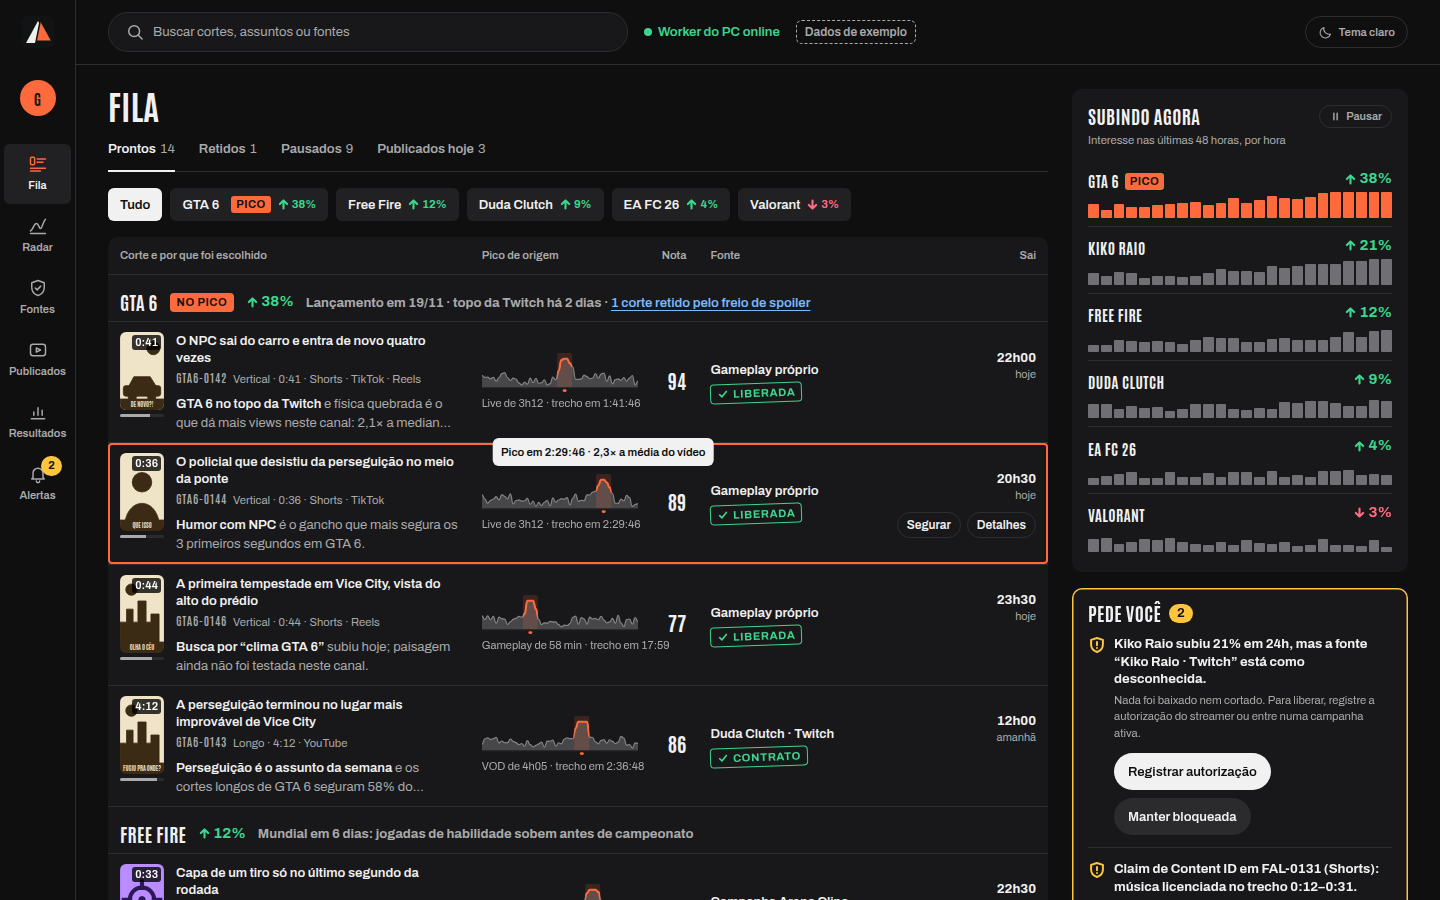 Buscar cortes, assuntos ou fontes
Worker do PC online
Dados de exemplo
Tema claro
G
Fila
Radar
Fontes
Publicados
Resultados
2
Alertas
FILA
Prontos 14
Retidos 1
Pausados 9
Publicados hoje 3
Tudo
GTA 6 PICO 38%
Free Fire 12%
Duda Clutch 9%
EA FC 26 4%
Valorant 3%
Corte e por que foi escolhido
Pico de origem
Nota
Fonte
Sai
GTA 6 NO PICO 38% Lançamento em 19/11 · topo da Twitch há 2 dias · 1 corte retido pelo freio de spoiler
0:41
DE NOVO?!
O NPC sai do carro e entra de novo quatro
vezes
GTA6-0142 Vertical · 0:41 · Shorts · TikTok · Reels
GTA 6 no topo da Twitch e física quebrada é o
que dá mais views neste canal: 2,1× a median...
Live de 3h12 · trecho em 1:41:46
94
Gameplay próprio
LIBERADA
22h00
hoje
Pico em 2:29:46 · 2,3× a média do vídeo
0:36
QUE ISSO
O policial que desistiu da perseguição no meio
da ponte
GTA6-0144 Vertical · 0:36 · Shorts · TikTok
Humor com NPC é o gancho que mais segura os
3 primeiros segundos em GTA 6.
Live de 3h12 · trecho em 2:29:46
89
Gameplay próprio
LIBERADA
20h30
hoje
Segurar
Detalhes
0:44
OLHA O CÉU
A primeira tempestade em Vice City, vista do
alto do prédio
GTA6-0146 Vertical · 0:44 · Shorts · Reels
Busca por “clima GTA 6” subiu hoje; paisagem
ainda não foi testada neste canal.
Gameplay de 58 min · trecho em 17:59
77
Gameplay próprio
LIBERADA
23h30
hoje
4:12
FUGIU PRA ONDE?
A perseguição terminou no lugar mais
improvável de Vice City
GTA6-0143 Longo · 4:12 · YouTube
Perseguição é o assunto da semana e os
cortes longos de GTA 6 seguram 58% do...
VOD de 4h05 · trecho em 2:36:48
86
Duda Clutch · Twitch
CONTRATO
12h00
amanhã
FREE FIRE 12% Mundial em 6 dias: jogadas de habilidade sobem antes de campeonato
0:33
Capa de um tiro só no último segundo da
rodada
22h30
SUBINDO AGORA
Pausar
Interesse nas últimas 48 horas, por hora
GTA 6 PICO 38%
KIKO RAIO 21%
FREE FIRE 12%
DUDA CLUTCH 9%
EA FC 26 4%
VALORANT 3%
PEDE VOCÊ 2
Kiko Raio subiu 21% em 24h, mas a fonte
“Kiko Raio · Twitch” está como
desconhecida.
Nada foi baixado nem cortado. Para liberar, registre a
autorização do streamer ou entre numa campanha
ativa.
Registrar autorização
Manter bloqueada
Claim de Content ID em FAL-0131 (Shorts):
música licenciada no trecho 0:12–0:31.